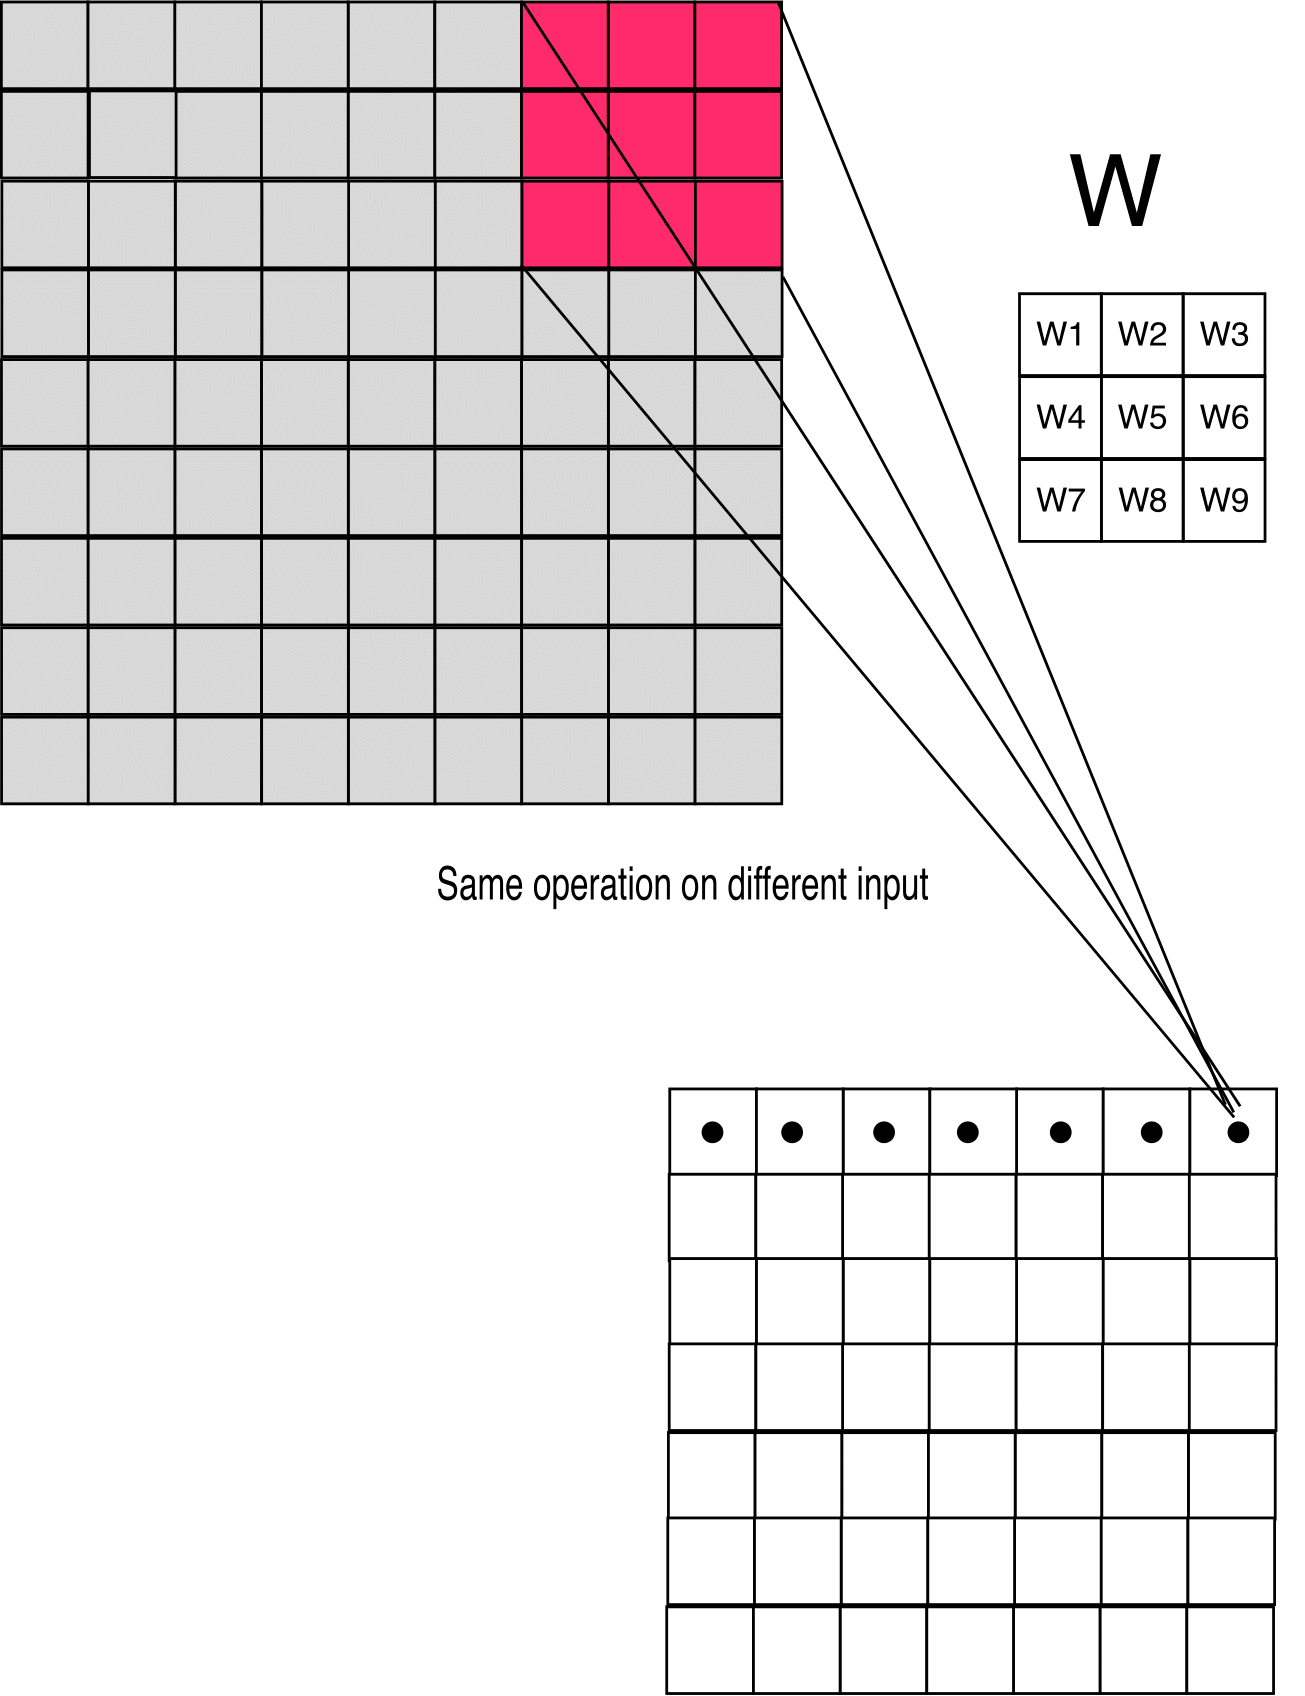 W
W1 W2 W3
W4 W5 W6
W7 W8 W9
Same operation on different input